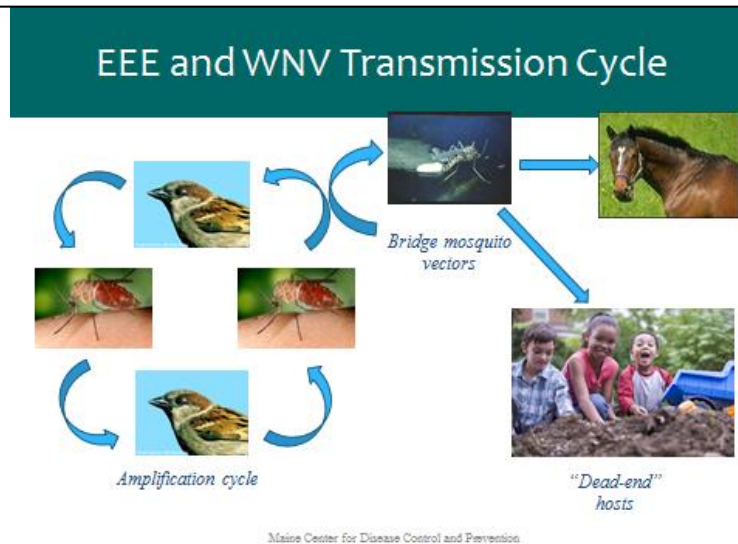 EEE and WNV Transmission Cycle
Bridge mosquito
vectors
Amplification cycle
"Dead-end"
hosts
Maine Center for Disease Control and Prevention